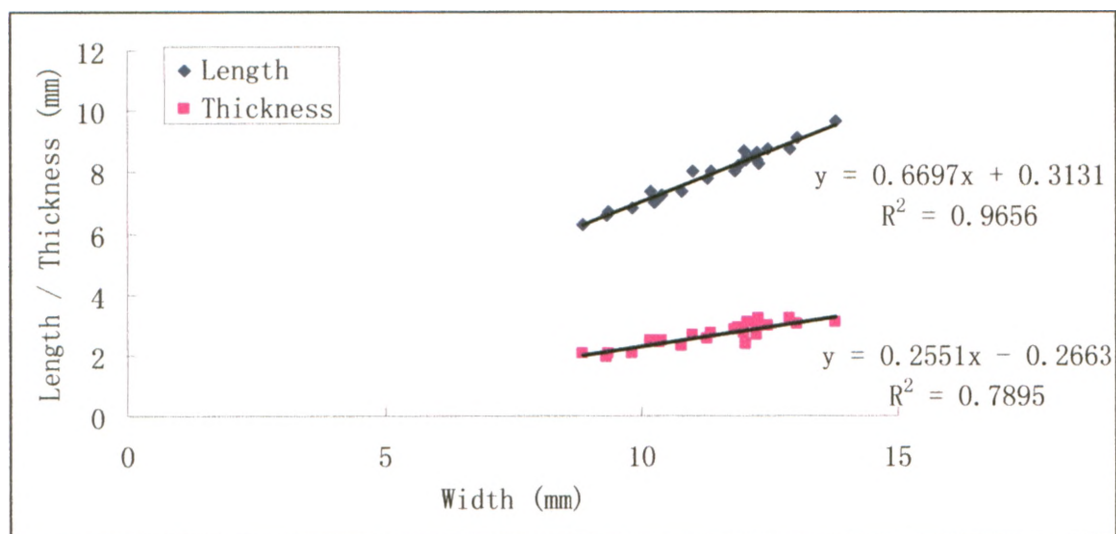 Length / Thickness (mm)
12
10
8
6
4
2
0
Length
Thickness
y = 0.6697x + 0.3131
R² = 0.9656
y = 0.2551x − 0.2663
R² = 0.7895
0 5 10 15
Width (mm)